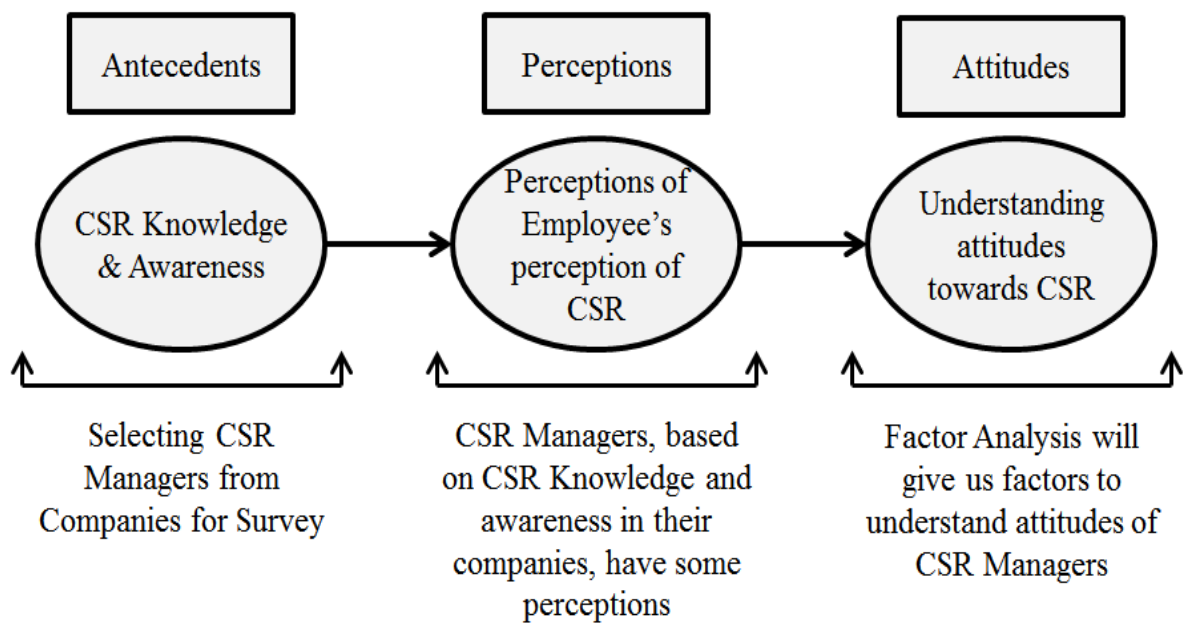 Antecedents
Perceptions
Attitudes
CSR Knowledge
& Awareness
Perceptions of
Employee’s
perception of
CSR
Understanding
attitudes
towards CSR
Selecting CSR
Managers from
Companies for Survey
CSR Managers, based
on CSR Knowledge and
awareness in their
companies, have some
perceptions
Factor Analysis will
give us factors to
understand attitudes of
CSR Managers